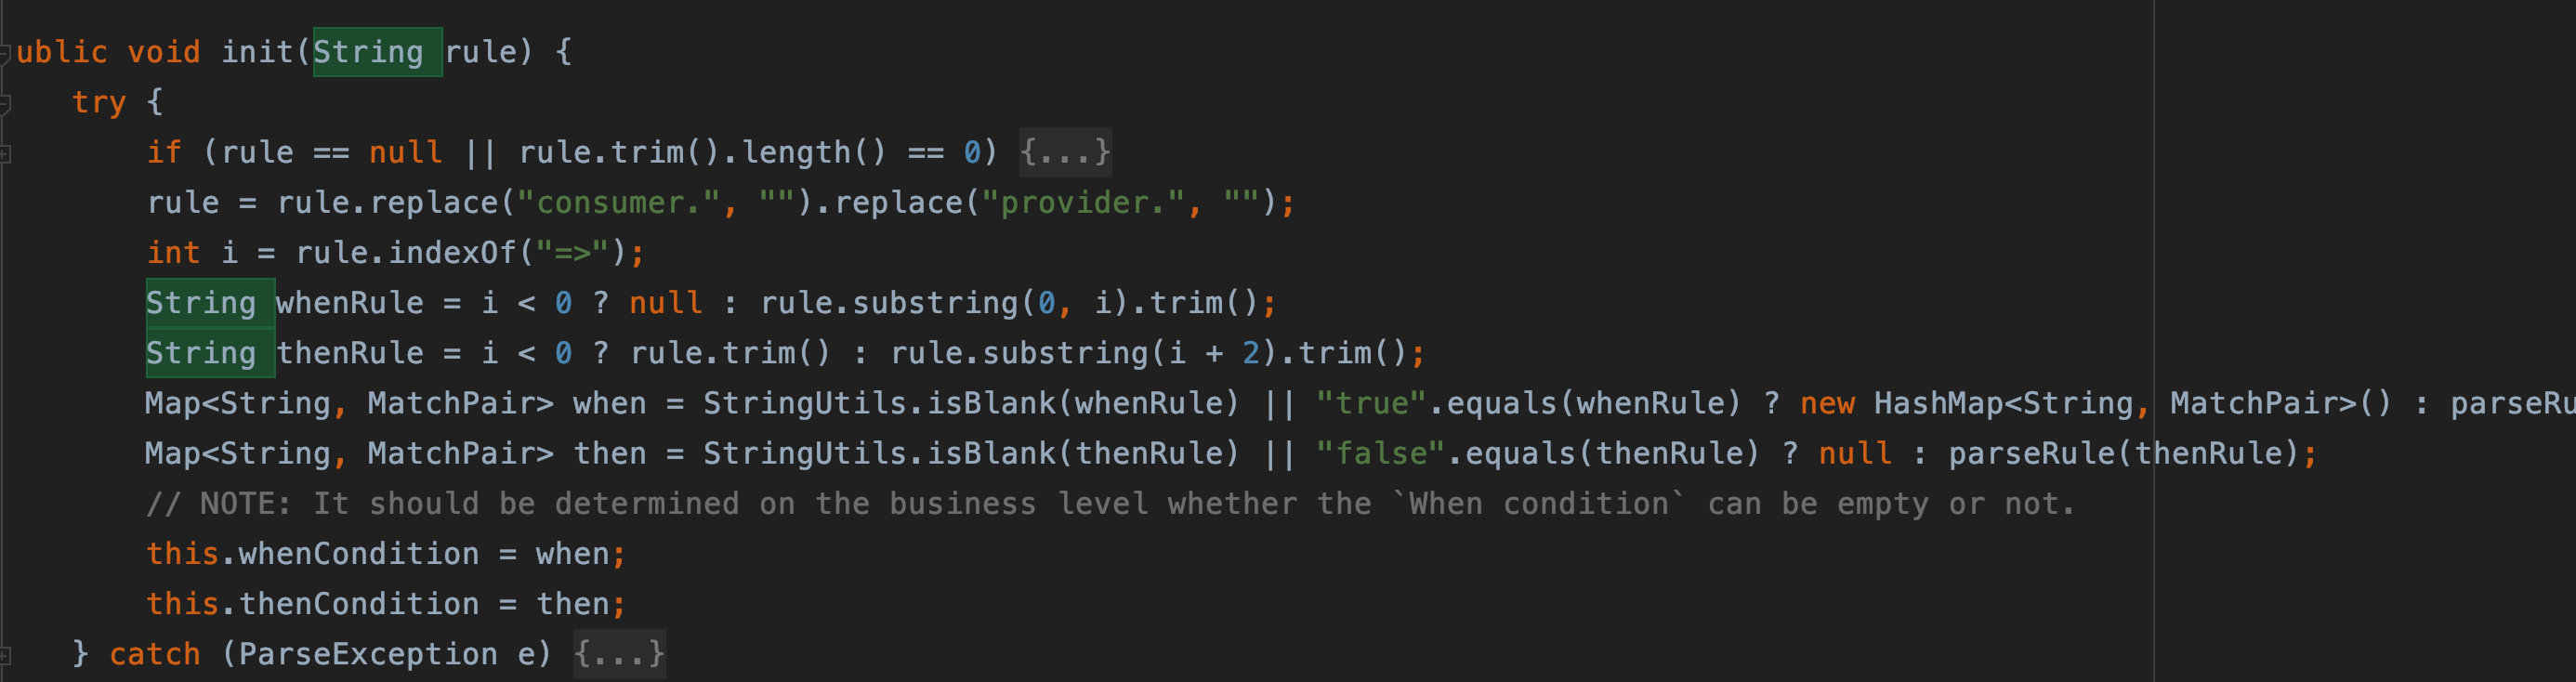 ublic void init(String rule) {
try {
if (rule == null || rule.trim().length() == 0) {...}
rule = rule.replace("consumer.", "").replace("provider.", "");
int i = rule.indexOf("=>");
String whenRule = i < 0 ? null : rule.substring(0, i).trim();
String thenRule = i < 0 ? rule.trim() : rule.substring(i + 2).trim();
Map<String, MatchPair> when = StringUtils.isBlank(whenRule) || "true".equals(whenRule) ? new HashMap<String, MatchPair>() : parseRu
Map<String, MatchPair> then = StringUtils.isBlank(thenRule) || "false".equals(thenRule) ? null : parseRule(thenRule);
// NOTE: It should be determined on the business level whether the `When condition` can be empty or not.
this.whenCondition = when;
this.thenCondition = then;
} catch (ParseException e) {...}